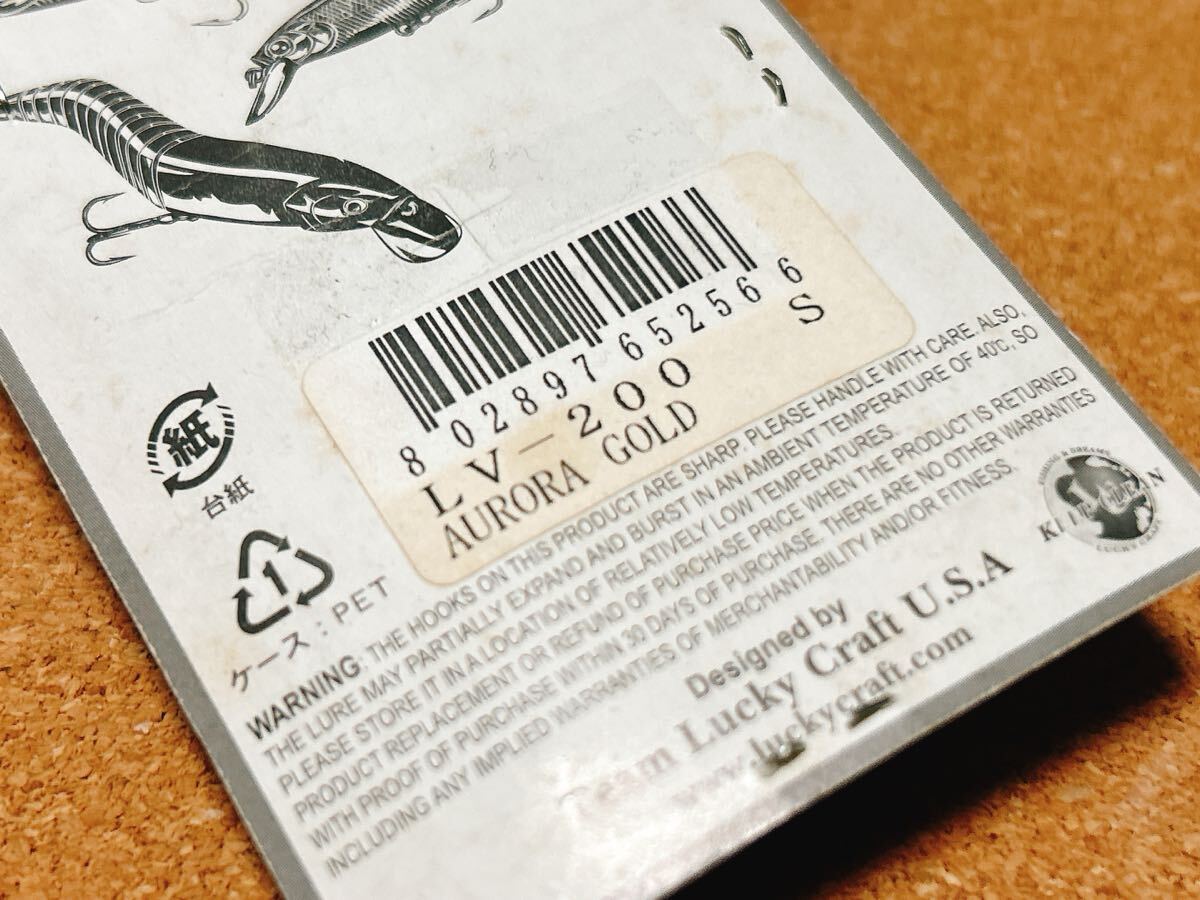 8 02897 65256 6
LV-200 S
AURORA GOLD
紙
台紙
1
ケース：PET
WARNING: THE HOOKS ON THIS PRODUCT ARE SHARP. PLEASE HANDLE WITH CARE. ALSO,
THE LURE MAY PARTIALLY EXPAND AND BURST IN AN AMBIENT TEMPERATURE OF 40℃, SO
PLEASE STORE IT IN A LOCATION OF RELATIVELY LOW TEMPERATURES.
PRODUCT REPLACEMENT OR REFUND OF PURCHASE PRICE WHEN THE PRODUCT IS RETURNED
WITH PROOF OF PURCHASE WITHIN 30 DAYS OF PURCHASE. THERE ARE NO OTHER WARRANTIES
INCLUDING ANY IMPLIED WARRANTIES OF MERCHANTABILITY AND/OR FITNESS.
Designed by
Team Lucky Craft U.S.A
www.luckycraft.com